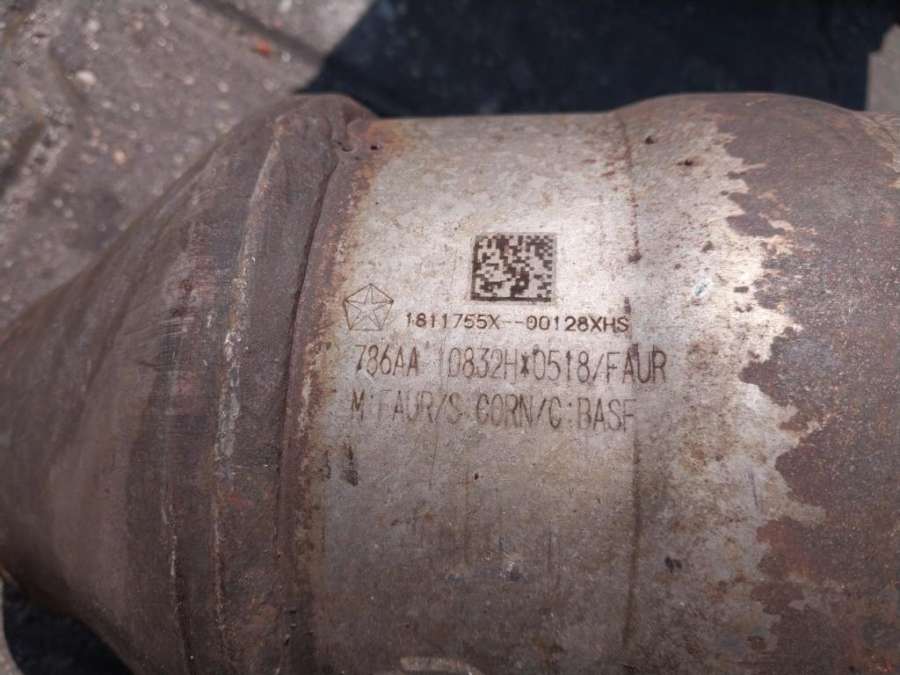 1811755X--00128XHS
786AA 10832H*0518/FAUR
M:FAUR/S CORN/C:BASF